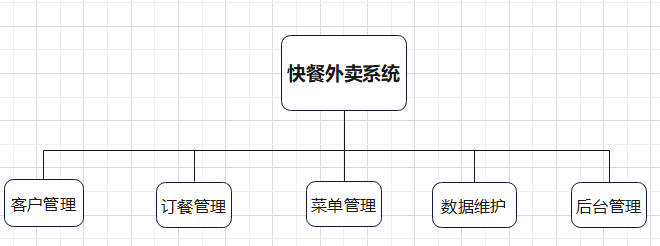 快餐外卖系统
客户管理
订餐管理
菜单管理
数据维护
后台管理